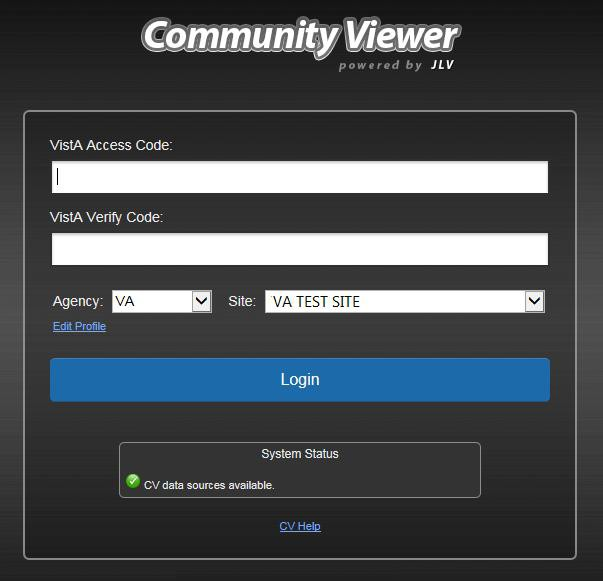 Community Viewer
powered by JLV
VistA Access Code:
VistA Verify Code:
Agency: VA Site: VA TEST SITE
Edit Profile
Login
System Status
CV data sources available.
CV Help